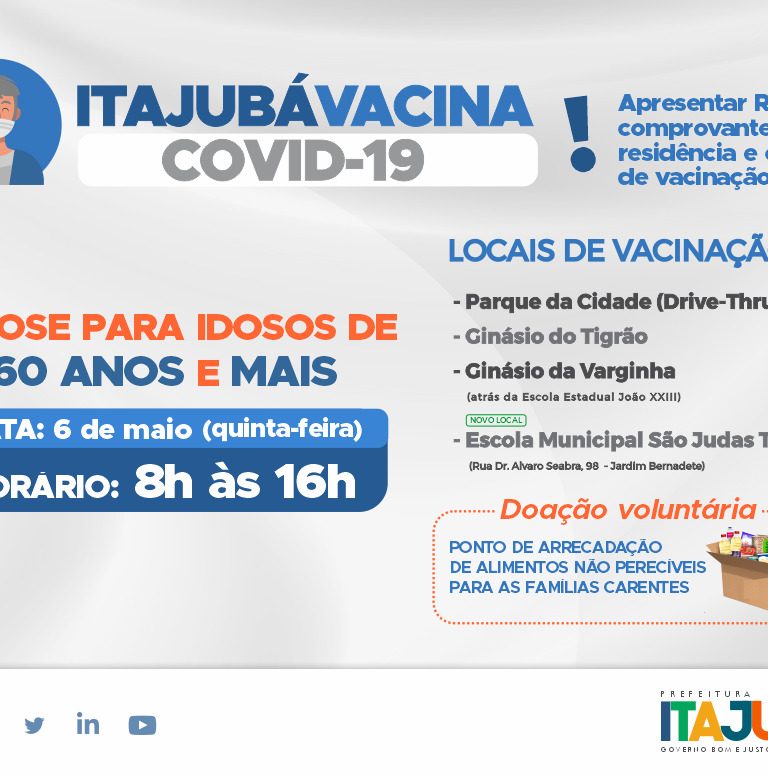 ITAJUBÁVACINA
COVID-19
!
Apresentar R
comprovante
residência e
de vacinação
LOCAIS DE VACINAÇÃ
- Parque da Cidade (Drive-Thru
- Ginásio do Tigrão
- Ginásio da Varginha
(atrás da Escola Estadual João XXIII)
NOVO LOCAL
- Escola Municipal São Judas T
(Rua Dr. Alvaro Seabra, 98 - Jardim Bernadete)
OSE PARA IDOSOS DE
60 ANOS E MAIS
TA: 6 de maio (quinta-feira)
ORÁRIO: 8h às 16h
Doação voluntária
PONTO DE ARRECADAÇÃO
DE ALIMENTOS NÃO PERECÍVEIS
PARA AS FAMÍLIAS CARENTES
PREFEITURA
ITAJU
GOVERNO BOM E JUSTO